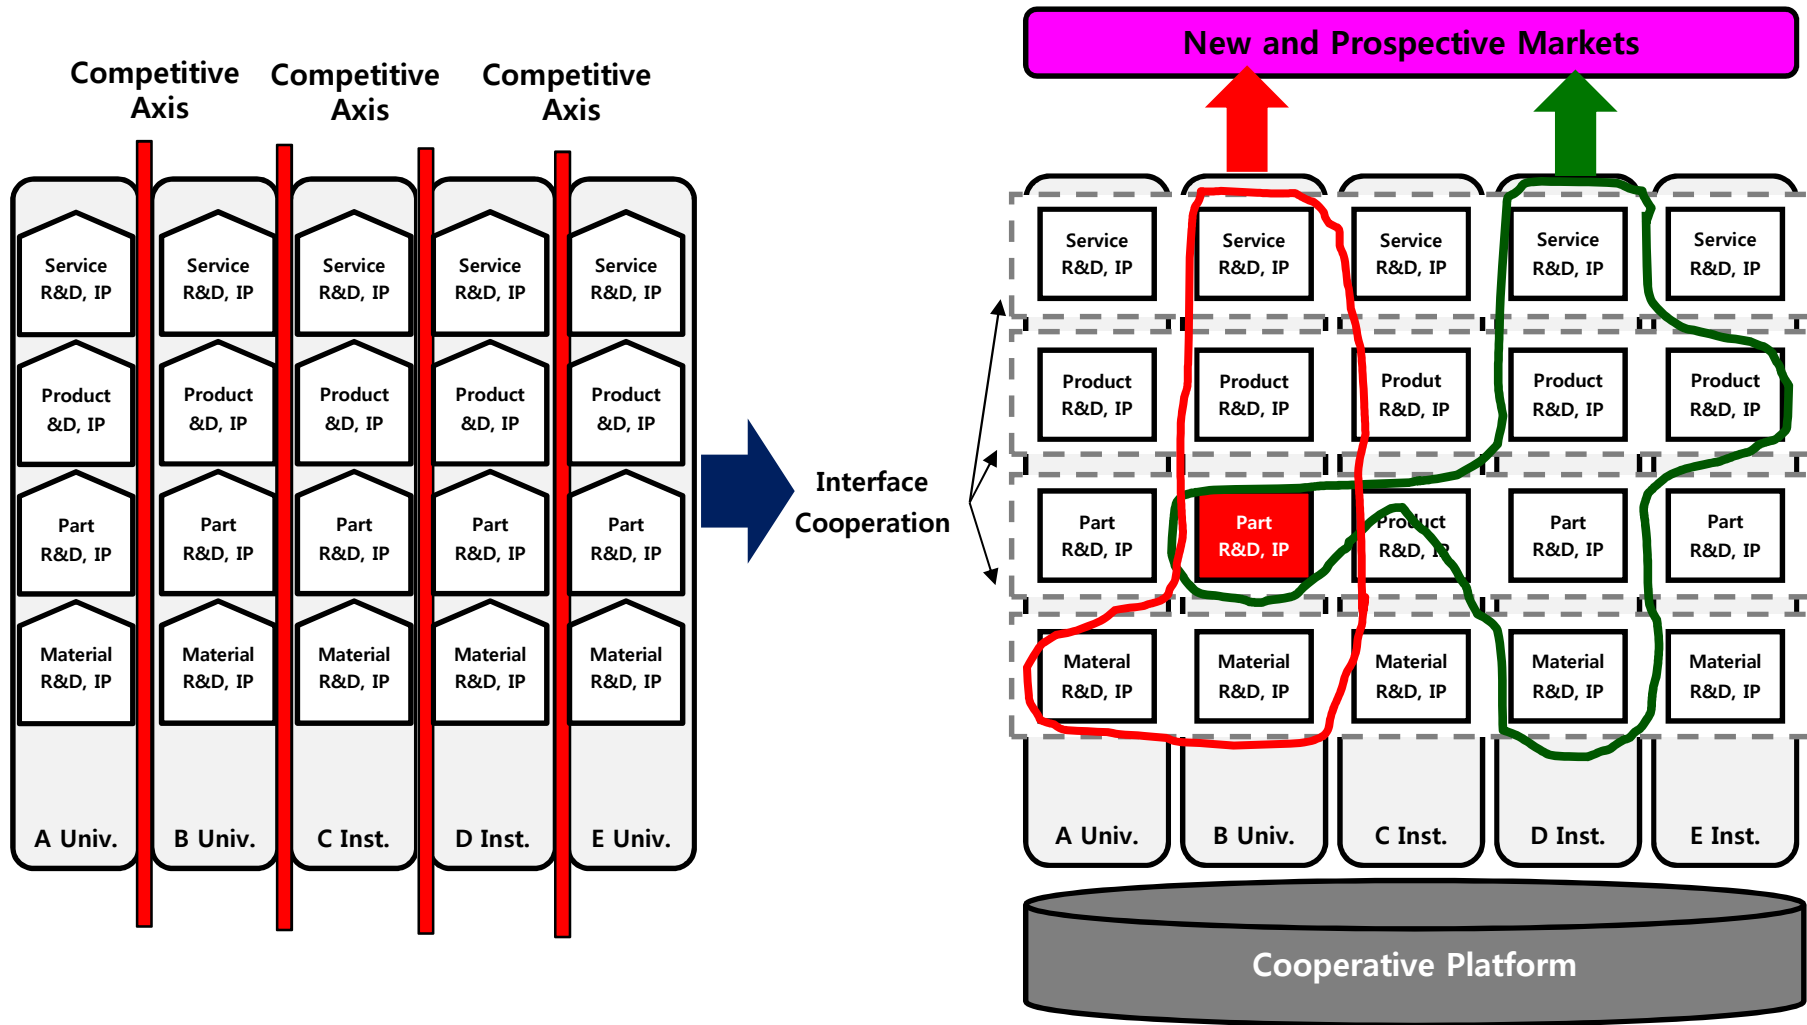 Competitive
Axis
Competitive
Axis
Competitive
Axis
Service
R&D, IP
Service
R&D, IP
Service
R&D, IP
Service
R&D, IP
Service
R&D, IP
Product
&D, IP
Product
&D, IP
Product
&D, IP
Product
&D, IP
Product
&D, IP
Part
R&D, IP
Part
R&D, IP
Part
R&D, IP
Part
R&D, IP
Part
R&D, IP
Material
R&D, IP
Material
R&D, IP
Material
R&D, IP
Material
R&D, IP
Material
R&D, IP
A Univ.
B Univ.
C Inst.
D Inst.
E Univ.
Interface
Cooperation
New and Prospective Markets
Service
R&D, IP
Service
R&D, IP
Service
R&D, IP
Service
R&D, IP
Service
R&D, IP
Product
R&D, IP
Product
R&D, IP
Produt
R&D, IP
Product
R&D, IP
Product
R&D, IP
Part
R&D, IP
Part
R&D, IP
Product
R&D, IP
Part
R&D, IP
Part
R&D, IP
Materal
R&D, IP
Material
R&D, IP
Material
R&D, IP
Material
R&D, IP
Material
R&D, IP
A Univ.
B Univ.
C Inst.
D Inst.
E Inst.
Cooperative Platform